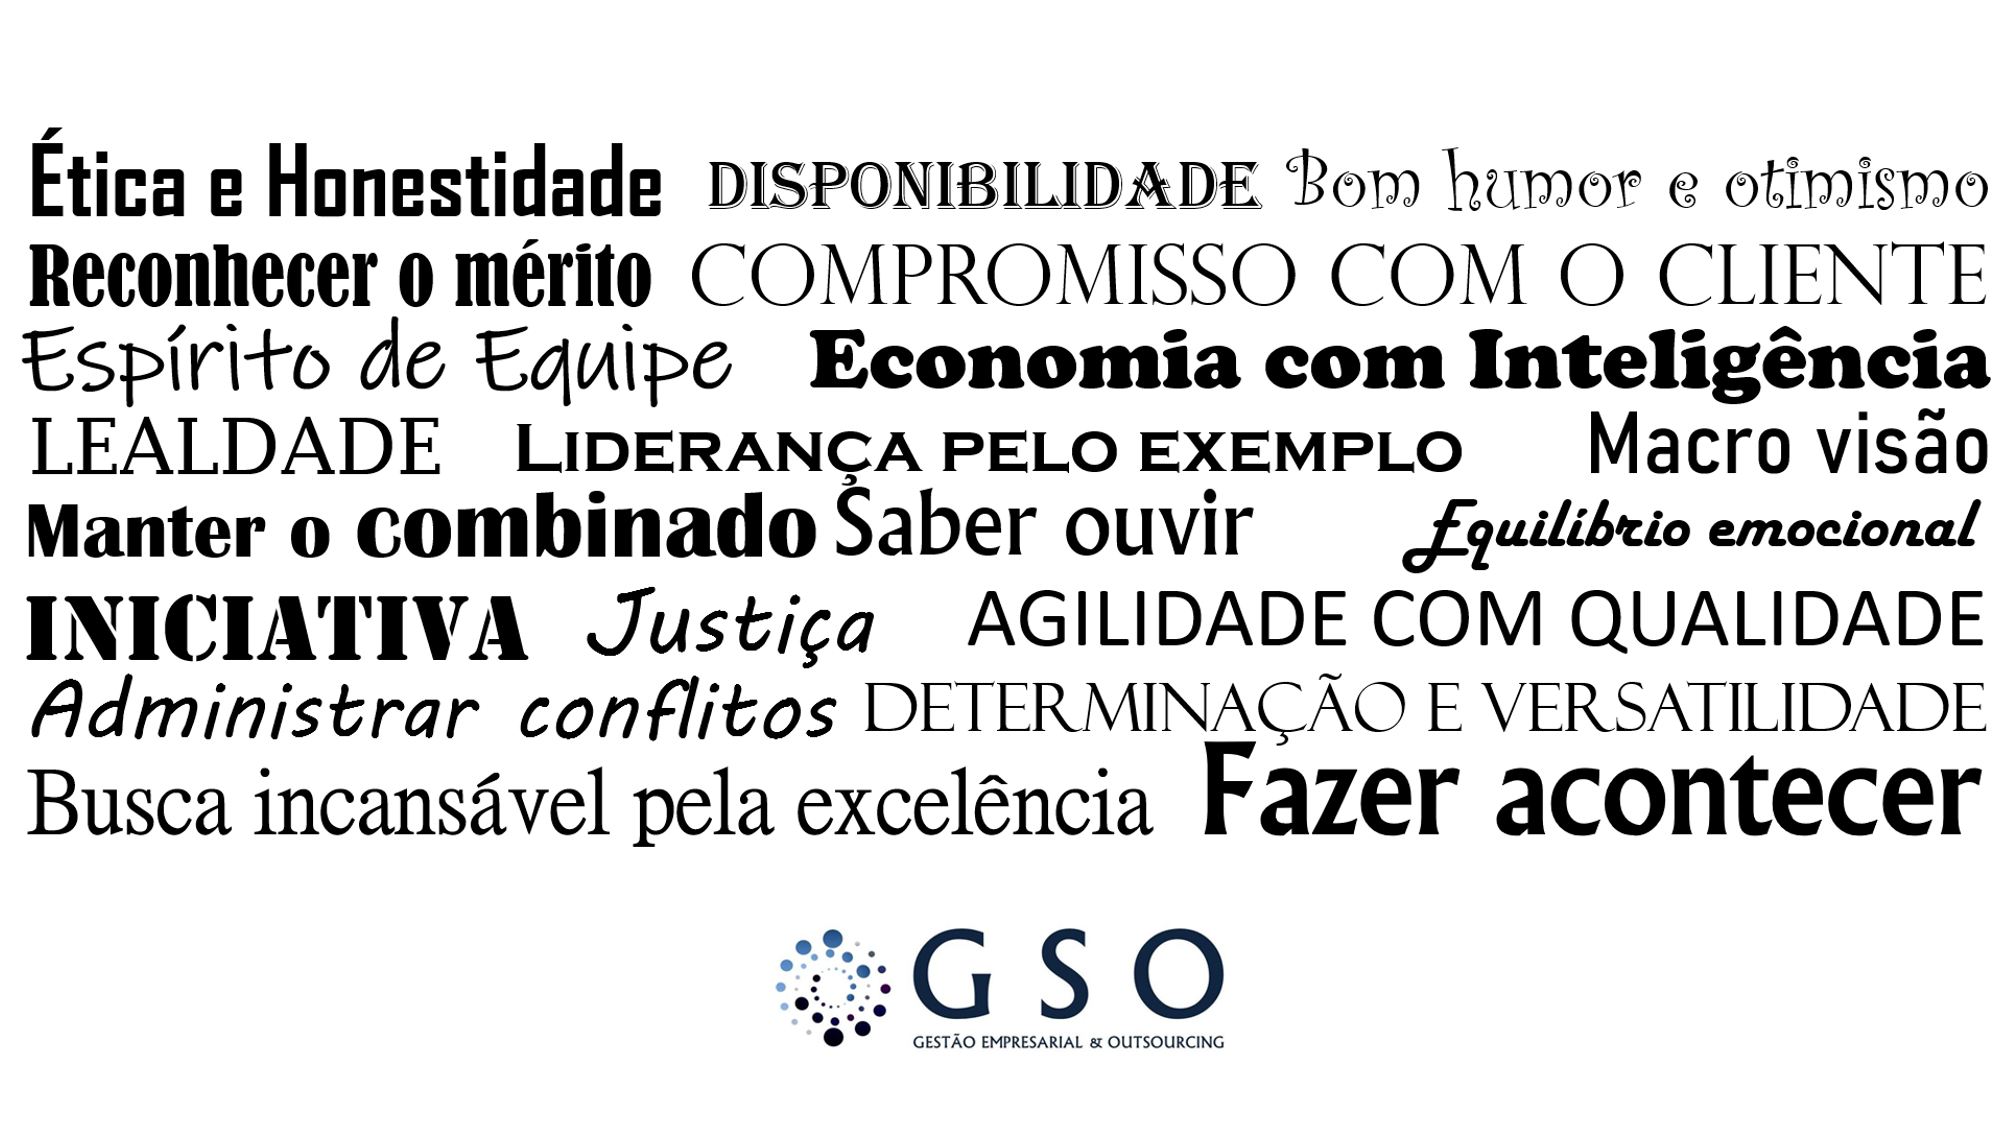 Ética e Honestidade DISPONIBILIDADE Bom humor e otimismo
Reconhecer o mérito COMPROMISSO COM O CLIENTE
Espírito de Equipe Economia com Inteligência
LEALDADE LIDERANÇA PELO EXEMPLO Macro visão
Manter o combinado Saber ouvir Equilíbrio emocional
INICIATIVA Justiça AGILIDADE COM QUALIDADE
Administrar conflitos DETERMINAÇÃO E VERSATILIDADE
Busca incansável pela excelência Fazer acontecer
GSO
GESTÃO EMPRESARIAL & OUTSOURCING